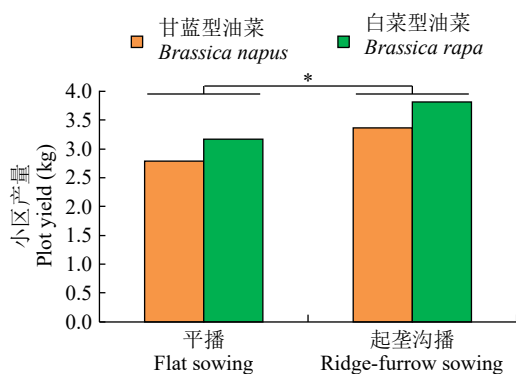 甘蓝型油菜
Brassica napus
白菜型油菜
Brassica rapa
*
小区产量
Plot yield (kg)
4.0
3.5
3.0
2.5
2.0
1.5
1.0
0.5
0.0
平播
Flat sowing
起垄沟播
Ridge-furrow sowing